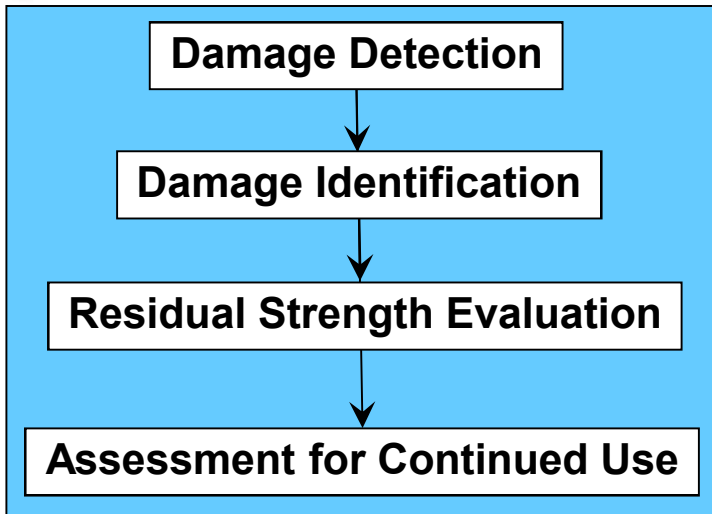 Damage Detection
Damage Identification
Residual Strength Evaluation
Assessment for Continued Use